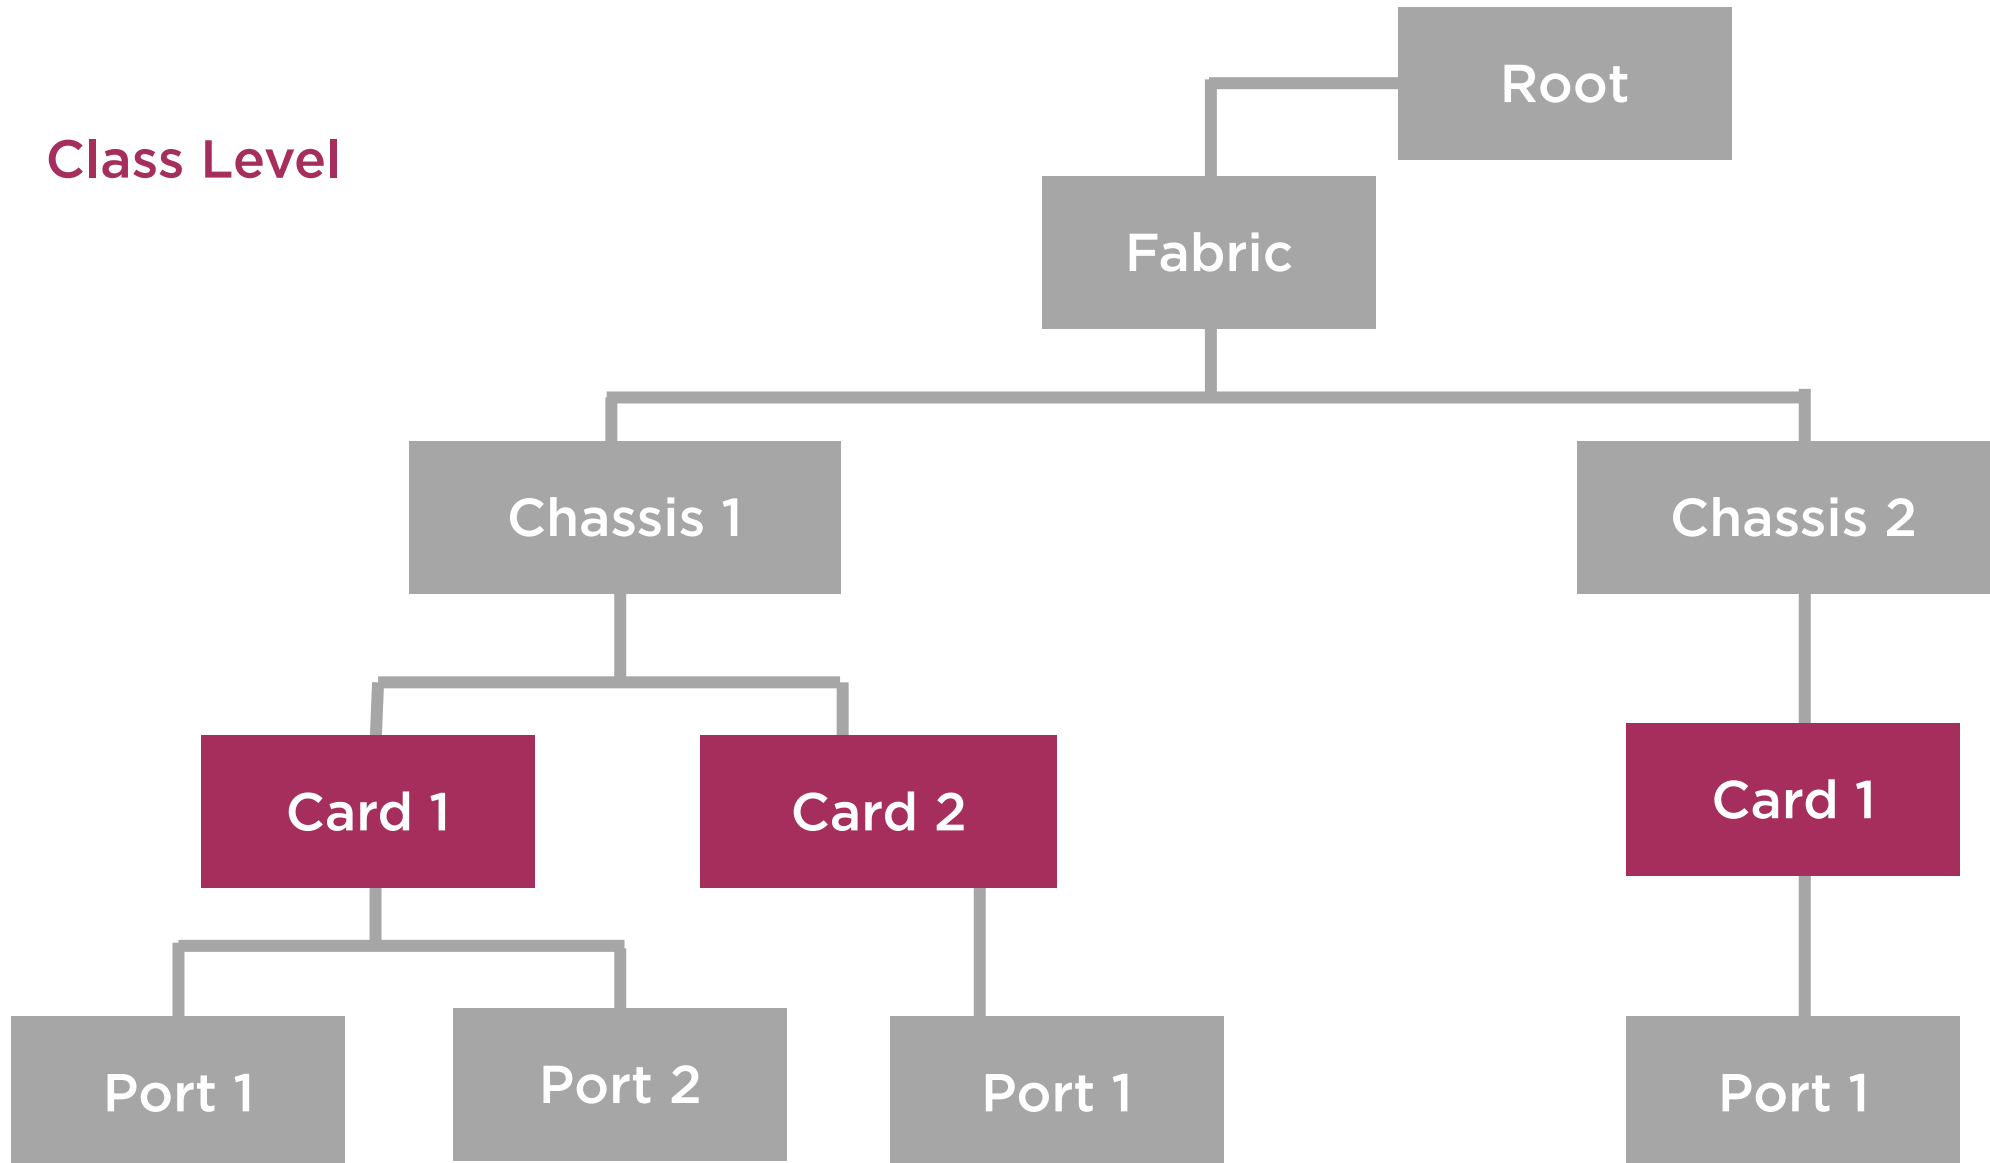 Root
Class Level
Fabric
Chassis 1
Chassis 2
Card 1
Card 2
Card 1
Port 1
Port 2
Port 1
Port 1